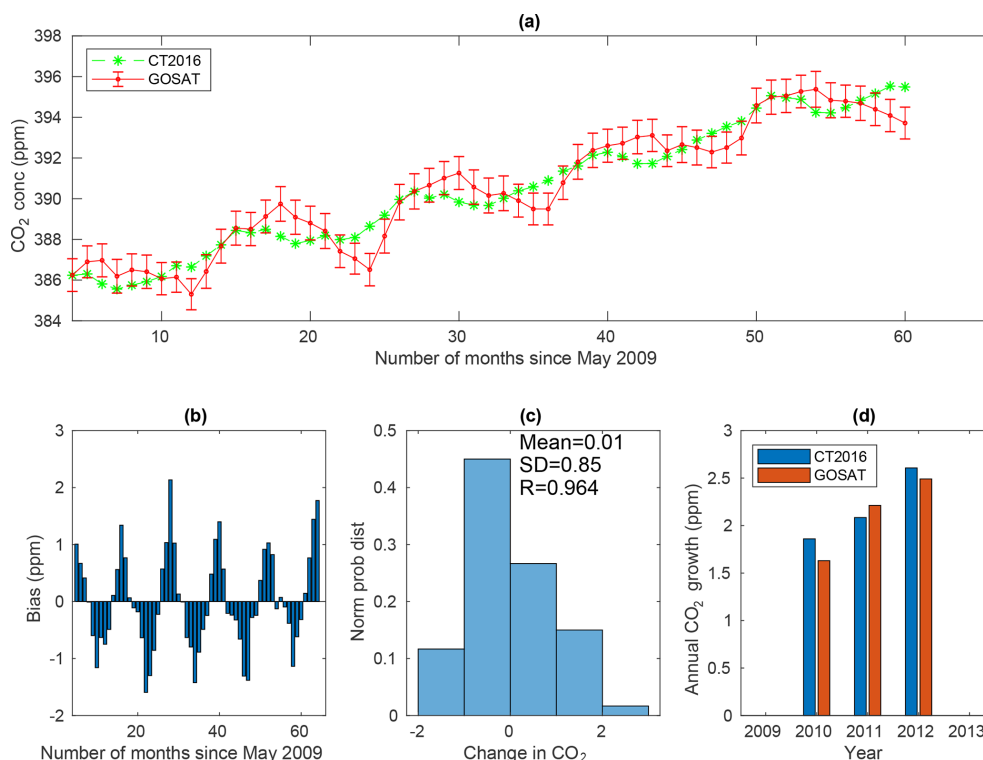 (a)
398
396
394
392
390
388
386
384
CO2 conc (ppm)
CT2016
GOSAT
10
20
30
40
50
60
Number of months since May 2009
(b)
3
2
1
0
-1
-2
Bias (ppm)
20
40
60
Number of months since May 2009
(c)
0.5
0.4
0.3
0.2
0.1
0
Norm prob dist
Mean=0.01
SD=0.85
R=0.964
-2
0
2
Change in CO2
(d)
3
2.5
2
1.5
1
0.5
0
Annual CO2 growth (ppm)
CT2016
GOSAT
2009 2010 2011 2012 2013
Year